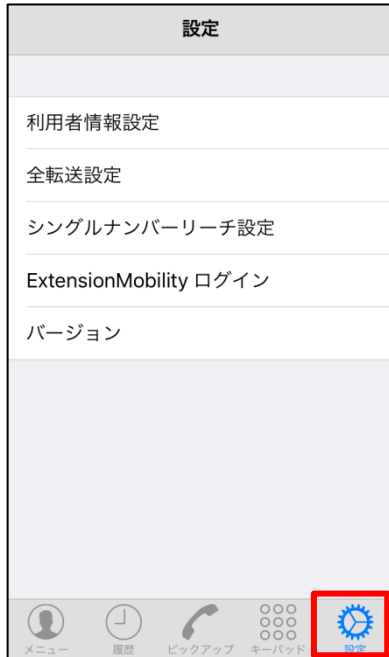 設定
利用者情報設定
全転送設定
シングルナンバーリーチ設定
ExtensionMobility ログイン
バージョン
メニュー 履歴 ピックアップ キーパッド 設定